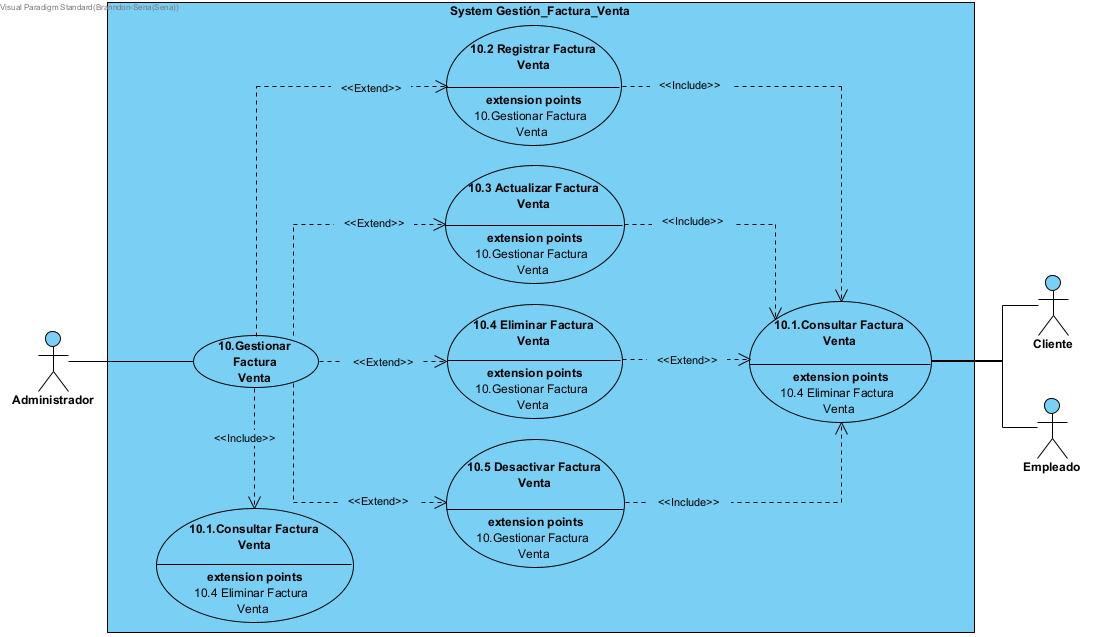 Visual Paradigm Standard(Brandon-Sena(Sena))
System Gestión_Factura_Venta
10.2 Registrar Factura
Venta
extension points
10.Gestionar Factura
Venta
<<Extend>>
<<Include>>
10.3 Actualizar Factura
Venta
extension points
10.Gestionar Factura
Venta
<<Extend>>
<<Include>>
10.4 Eliminar Factura
Venta
extension points
10.Gestionar Factura
Venta
<<Extend>>
<<Extend>>
10.Gestionar
Factura
Venta
Administrador
10.1.Consultar Factura
Venta
extension points
10.4 Eliminar Factura
Venta
Cliente
Empleado
<<Include>>
10.5 Desactivar Factura
Venta
extension points
10.Gestionar Factura
Venta
<<Extend>>
<<Include>>
10.1.Consultar Factura
Venta
extension points
10.4 Eliminar Factura
Venta